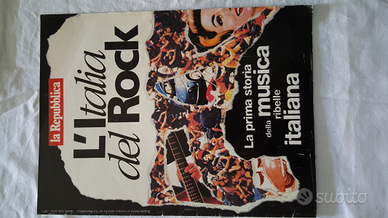 la Repubblica
L'Italia
del Rock
La prima storia
della musica
ribelle
italiana
subito